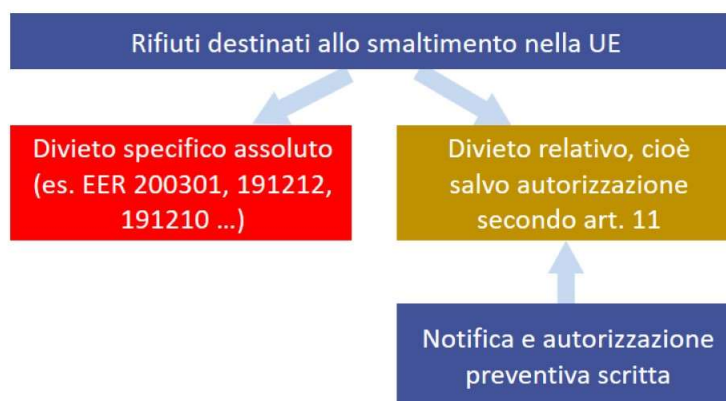 Rifiuti destinati allo smaltimento nella UE
Divieto specifico assoluto
(es. EER 200301, 191212,
191210 ...)
Divieto relativo, cioè
salvo autorizzazione
secondo art. 11
Notifica e autorizzazione
preventiva scritta